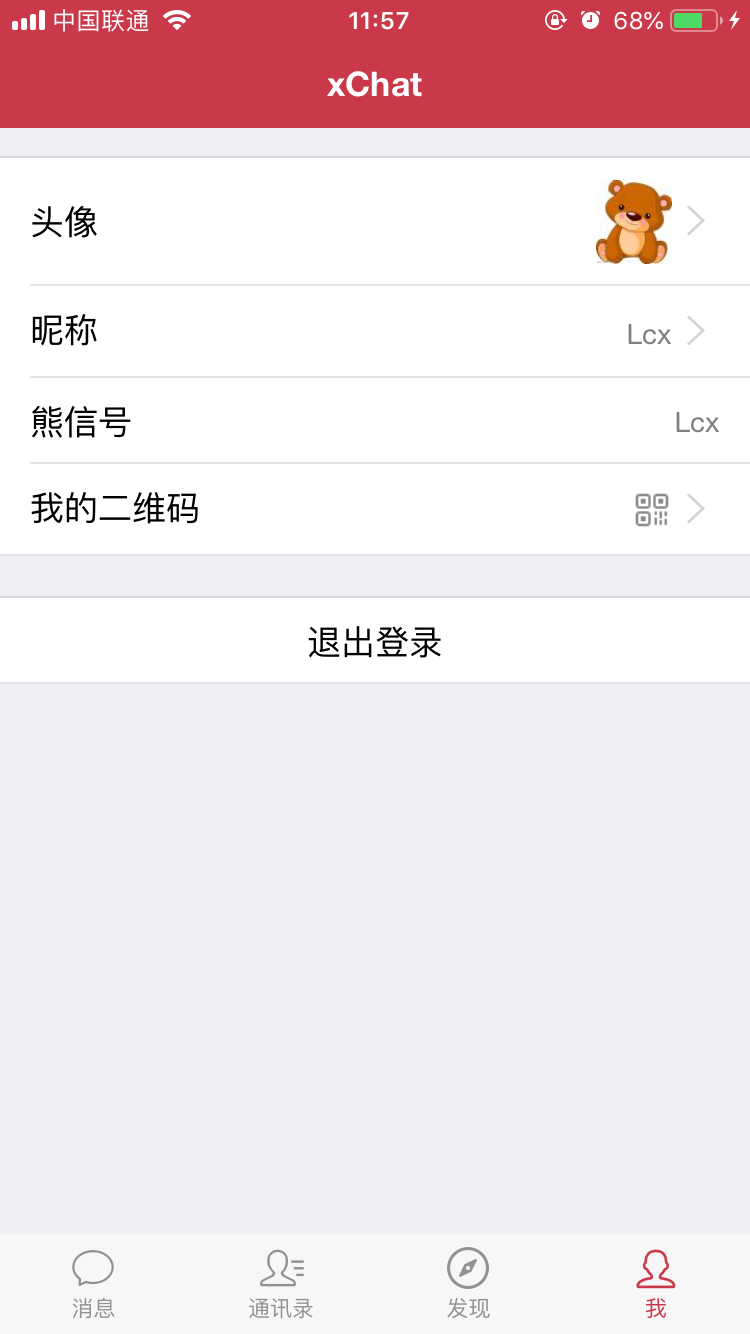 中国联通 11:57 68%
xChat
头像
昵称 Lcx
熊信号 Lcx
我的二维码
退出登录
消息 通讯录 发现 我